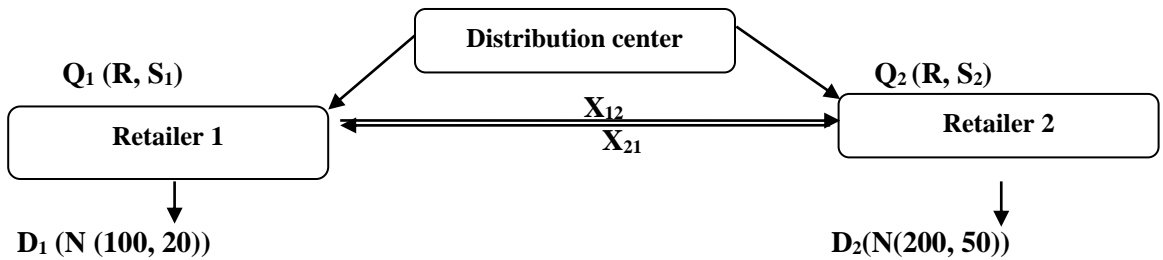 Distribution center
Q₁ (R, S₁)
Q₂ (R, S₂)
X₁₂
Retailer 1
Retailer 2
X₂₁
D₁ (N (100, 20))
D₂(N(200, 50))